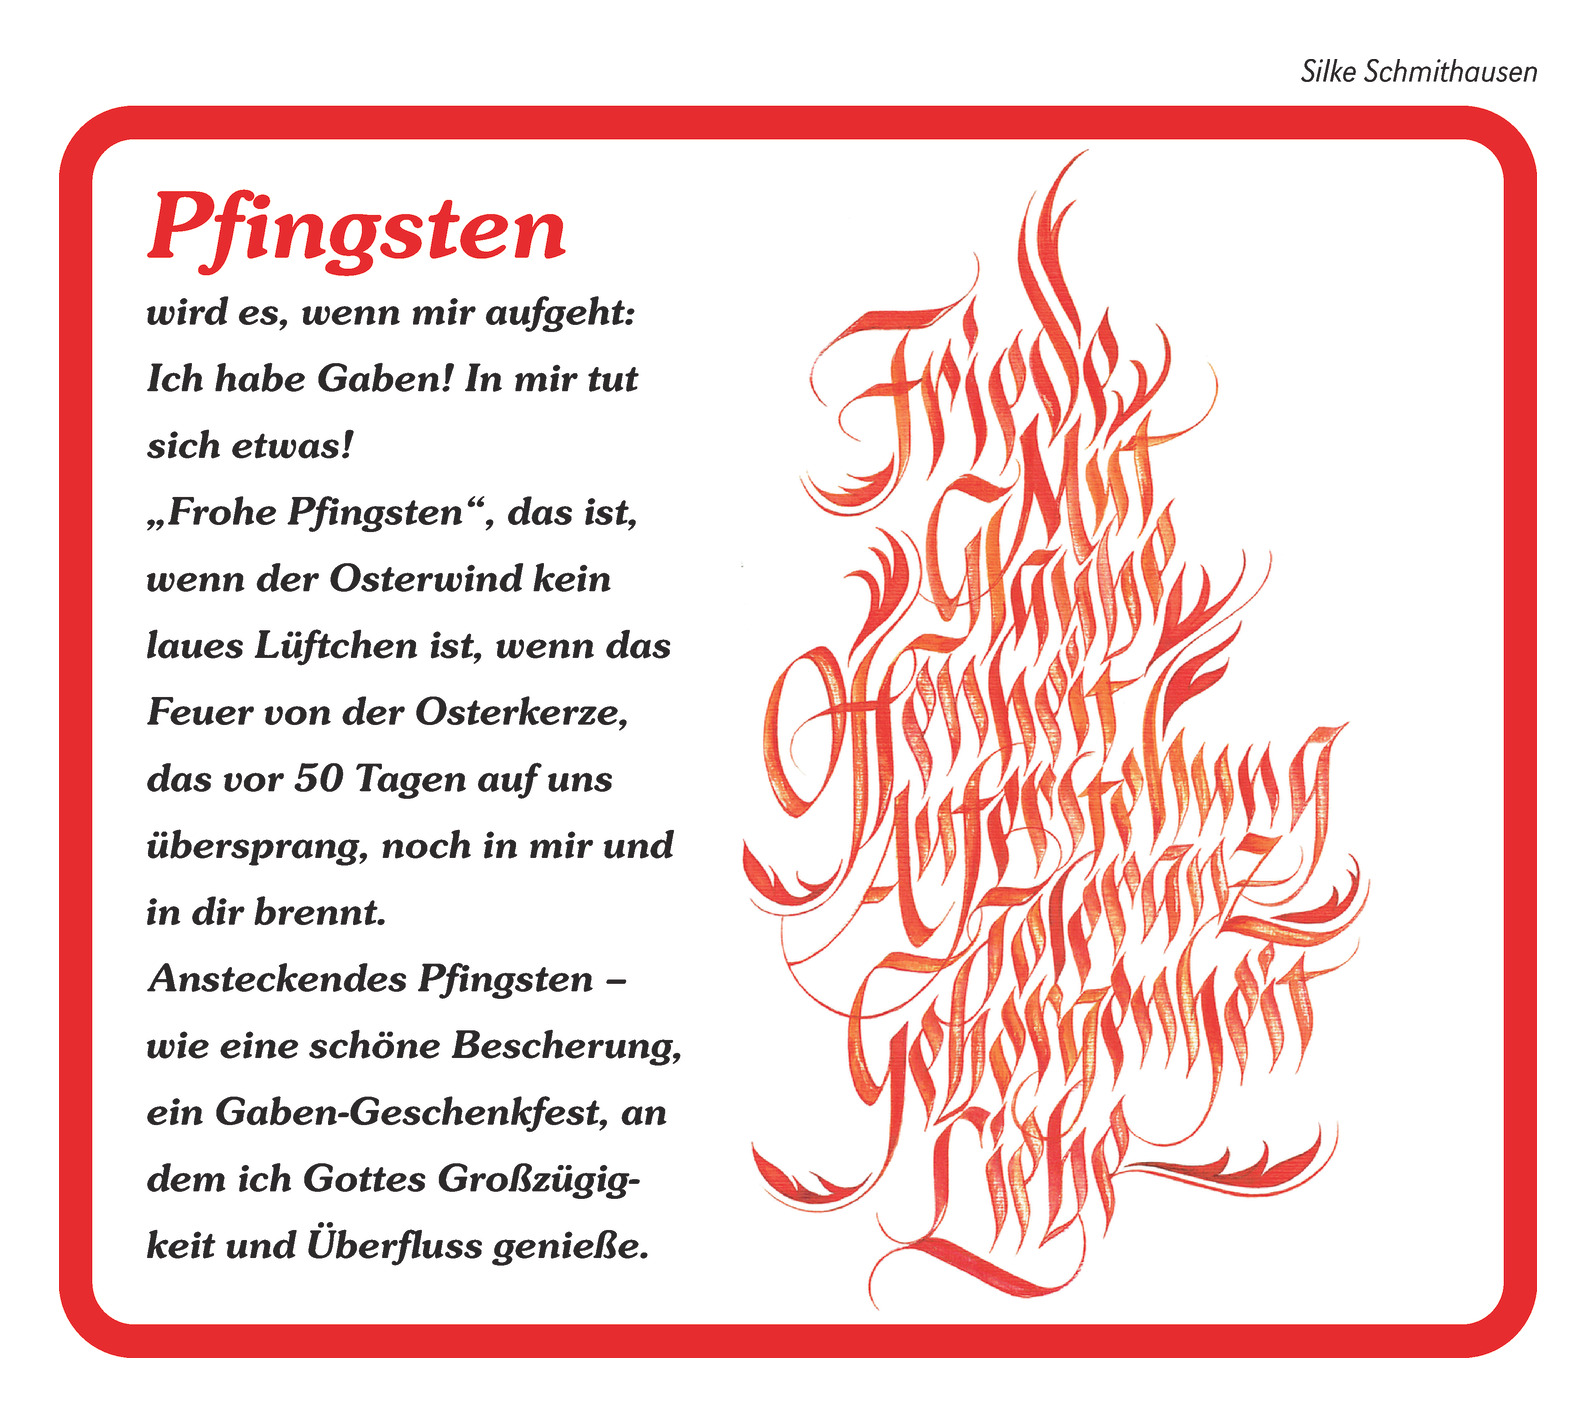 Silke Schmithausen
Pfingsten
wird es, wenn mir aufgeht:
Ich habe Gaben! In mir tut
sich etwas!
„Frohe Pfingsten“, das ist,
wenn der Osterwind kein
laues Lüftchen ist, wenn das
Feuer von der Osterkerze,
das vor 50 Tagen auf uns
übersprang, noch in mir und
in dir brennt.
Ansteckendes Pfingsten –
wie eine schöne Bescherung,
ein Gaben-Geschenkfest, an
dem ich Gottes Großzügig-
keit und Überfluss genieße.
Friede
Mut
Glaube
Offenheit
Auferstehung
Toleranz
Geborgenheit
Liebe